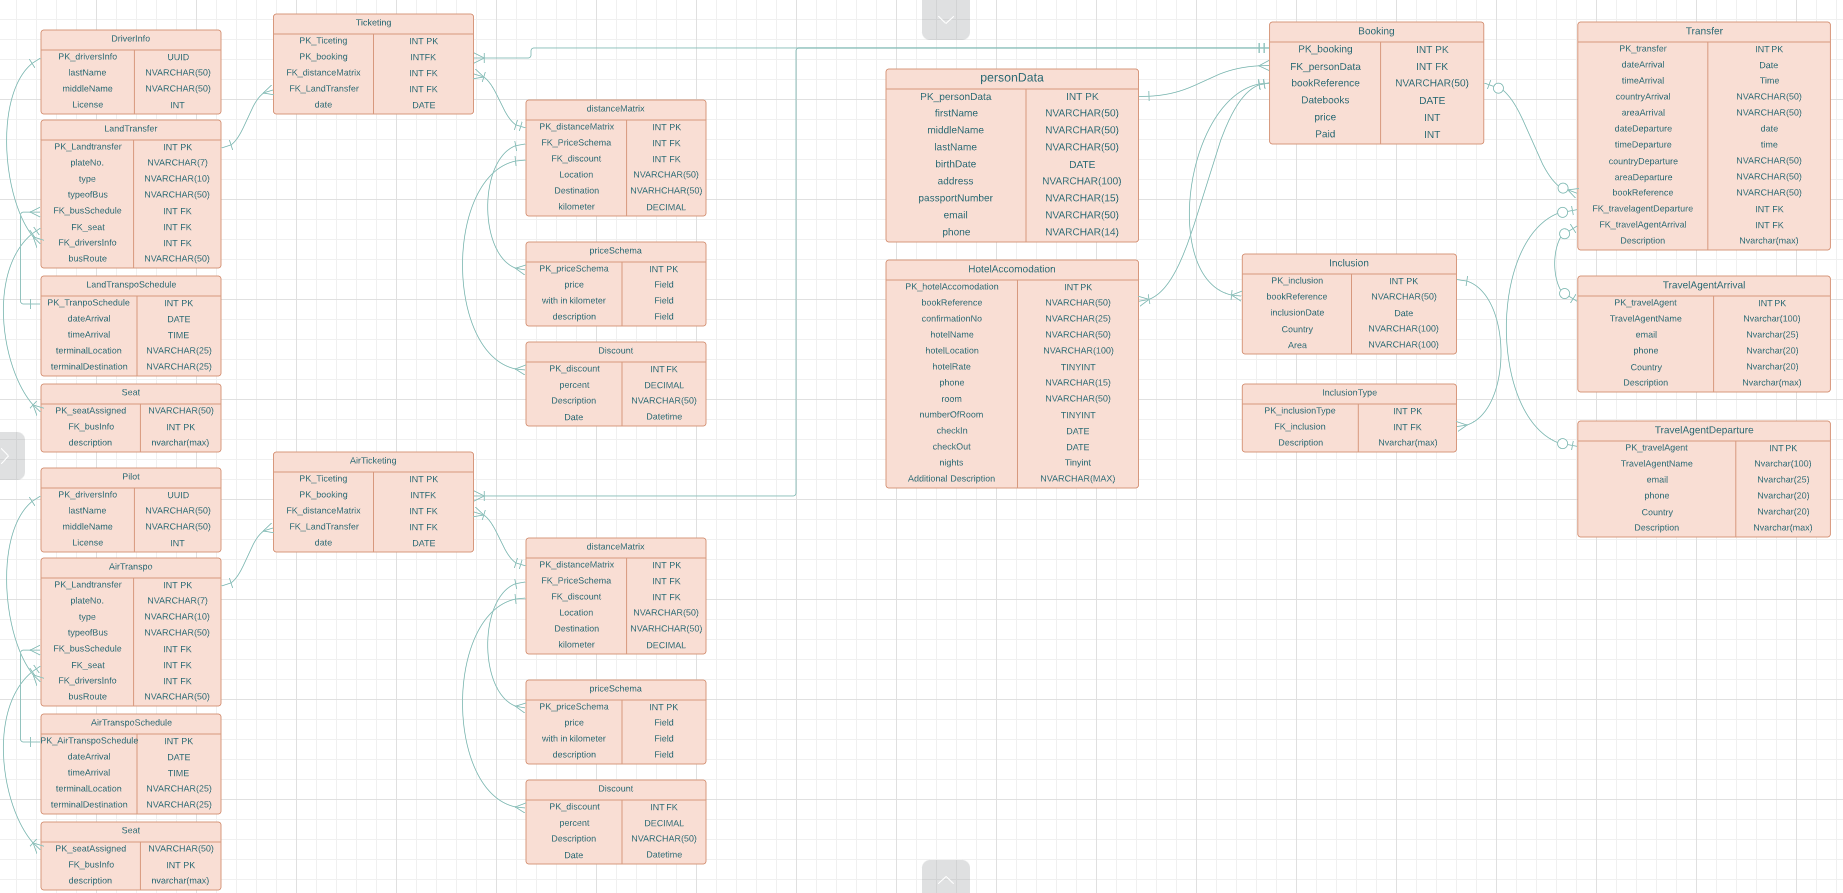 DriverInfo
PK_driversInfo UUID
lastName NVARCHAR(50)
middleName NVARCHAR(50)
License INT
LandTransfer
PK_Landtransfer INT PK
plateNo. NVARCHAR(7)
type NVARCHAR(10)
typeofBus NVARCHAR(50)
FK_busSchedule INT FK
FK_seat INT FK
FK_driversInfo INT FK
busRoute NVARCHAR(50)
LandTranspoSchedule
PK_TranpoSchedule INT PK
dateArrival DATE
timeArrival TIME
terminalLocation NVARCHAR(25)
terminalDestination NVARCHAR(25)
Seat
PK_seatAssigned NVARCHAR(50)
FK_busInfo INT PK
description nvarchar(max)
Pilot
PK_driversInfo UUID
lastName NVARCHAR(50)
middleName NVARCHAR(50)
License INT
AirTranspo
PK_Landtransfer INT PK
plateNo. NVARCHAR(7)
type NVARCHAR(10)
typeofBus NVARCHAR(50)
FK_busSchedule INT FK
FK_seat INT FK
FK_driversInfo INT FK
busRoute NVARCHAR(50)
AirTranspoSchedule
PK_AirTranspoSchedule INT PK
dateArrival DATE
timeArrival TIME
terminalLocation NVARCHAR(25)
terminalDestination NVARCHAR(25)
Seat
PK_seatAssigned NVARCHAR(50)
FK_busInfo INT PK
description nvarchar(max)
Ticketing
PK_Ticeting INT PK
PK_booking INTFK
FK_distanceMatrix INT FK
FK_LandTransfer INT FK
date DATE
AirTicketing
PK_Ticeting INT PK
PK_booking INTFK
FK_distanceMatrix INT FK
FK_LandTransfer INT FK
date DATE
distanceMatrix
PK_distanceMatrix INT PK
FK_PriceSchema INT FK
FK_discount INT FK
Location NVARCHAR(50)
Destination NVARHCHAR(50)
kilometer DECIMAL
priceSchema
PK_priceSchema INT PK
price Field
with in kilometer Field
description Field
Discount
PK_discount INT FK
percent DECIMAL
Description NVARCHAR(50)
Date Datetime
distanceMatrix
PK_distanceMatrix INT PK
FK_PriceSchema INT FK
FK_discount INT FK
Location NVARCHAR(50)
Destination NVARHCHAR(50)
kilometer DECIMAL
priceSchema
PK_priceSchema INT PK
price Field
with in kilometer Field
description Field
Discount
PK_discount INT FK
percent DECIMAL
Description NVARCHAR(50)
Date Datetime
personData
PK_personData INT PK
firstName NVARCHAR(50)
middleName NVARCHAR(50)
lastName NVARCHAR(50)
birthDate DATE
address NVARCHAR(100)
passportNumber NVARCHAR(15)
email NVARCHAR(50)
phone NVARCHAR(14)
HotelAccomodation
PK_hotelAccomodation INT PK
bookReference NVARCHAR(50)
confirmationNo NVARCHAR(25)
hotelName NVARCHAR(50)
hotelLocation NVARCHAR(100)
hotelRate TINYINT
phone NVARCHAR(15)
room NVARCHAR(50)
numberOfRoom TINYINT
checkIn DATE
checkOut DATE
nights Tinyint
Additional Description NVARCHAR(MAX)
Booking
PK_booking INT PK
FK_personData INT FK
bookReference NVARCHAR(50)
Datebooks DATE
price INT
Paid INT
Inclusion
PK_inclusion INT PK
bookReference NVARCHAR(50)
inclusionDate Date
Country NVARCHAR(100)
Area NVARCHAR(100)
InclusionType
PK_inclusionType INT PK
FK_inclusion INT FK
Description Nvarchar(max)
Transfer
PK_transfer INT PK
dateArrival Date
timeArrival Time
countryArrival NVARCHAR(50)
areaArrival NVARCHAR(50)
dateDeparture date
timeDeparture time
countryDeparture NVARCHAR(50)
areaDeparture NVARCHAR(50)
bookReference NVARCHAR(50)
FK_travelagentDeparture INT FK
FK_travelAgentArrival INT FK
Description Nvarchar(max)
TravelAgentArrival
PK_travelAgent INT PK
TravelAgentName Nvarchar(100)
email Nvarchar(25)
phone Nvarchar(20)
Country Nvarchar(20)
Description Nvarchar(max)
TravelAgentDeparture
PK_travelAgent INT PK
TravelAgentName Nvarchar(100)
email Nvarchar(25)
phone Nvarchar(20)
Country Nvarchar(20)
Description Nvarchar(max)